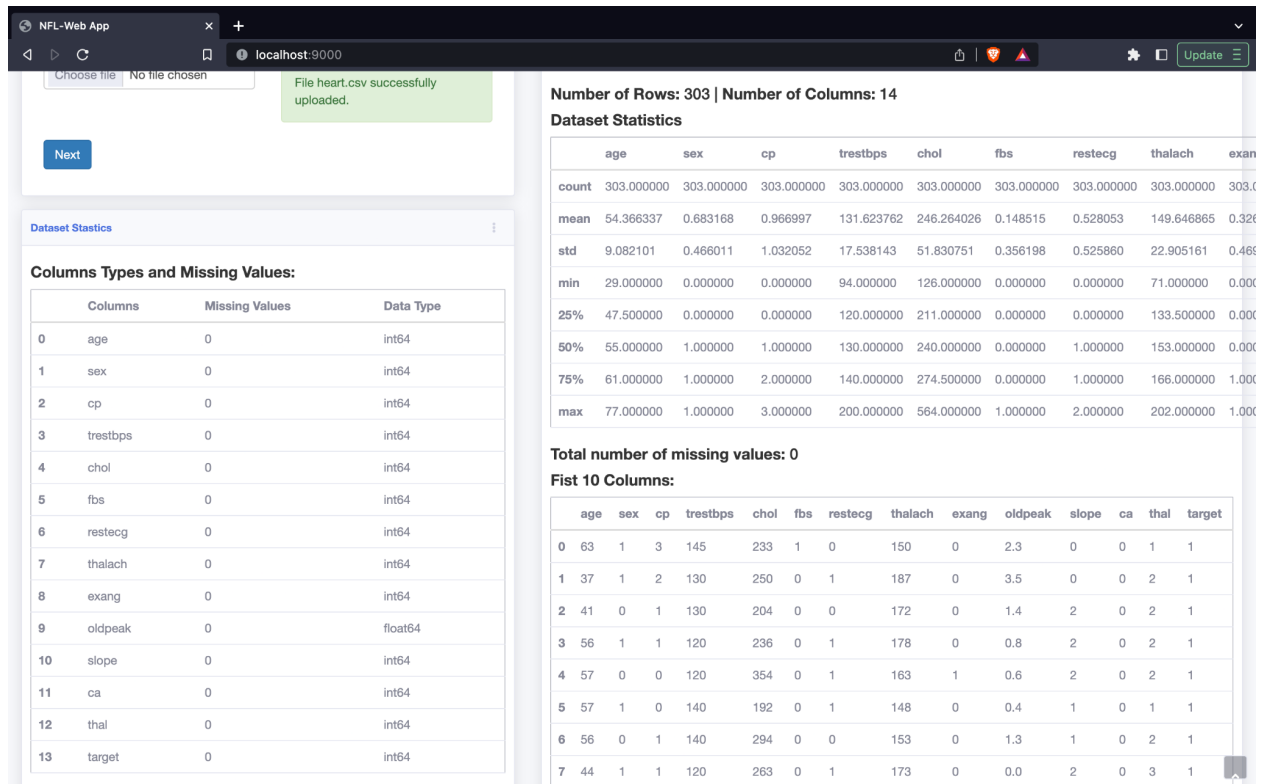 NFL-Web App
localhost:9000
Update
Choose file No file chosen
File heart.csv successfully
uploaded.
Next
Dataset Stastics
Columns Types and Missing Values:
Columns Missing Values Data Type
0 age 0 int64
1 sex 0 int64
2 cp 0 int64
3 trestbps 0 int64
4 chol 0 int64
5 fbs 0 int64
6 restecg 0 int64
7 thalach 0 int64
8 exang 0 int64
9 oldpeak 0 float64
10 slope 0 int64
11 ca 0 int64
12 thal 0 int64
13 target 0 int64
Number of Rows: 303 | Number of Columns: 14
Dataset Statistics
age sex cp trestbps chol fbs restecg thalach exan
count 303.000000 303.000000 303.000000 303.000000 303.000000 303.000000 303.000000 303.000000 303.0
mean 54.366337 0.683168 0.966997 131.623762 246.264026 0.148515 0.528053 149.646865 0.326
std 9.082101 0.466011 1.032052 17.538143 51.830751 0.356198 0.525860 22.905161 0.469
min 29.000000 0.000000 0.000000 94.000000 126.000000 0.000000 0.000000 71.000000 0.000
25% 47.500000 0.000000 0.000000 120.000000 211.000000 0.000000 0.000000 133.500000 0.000
50% 55.000000 1.000000 1.000000 130.000000 240.000000 0.000000 1.000000 153.000000 0.000
75% 61.000000 1.000000 2.000000 140.000000 274.500000 0.000000 1.000000 166.000000 1.000
max 77.000000 1.000000 3.000000 200.000000 564.000000 1.000000 2.000000 202.000000 1.000
Total number of missing values: 0
Fist 10 Columns:
age sex cp trestbps chol fbs restecg thalach exang oldpeak slope ca thal target
0 63 1 3 145 233 1 0 150 0 2.3 0 0 1 1
1 37 1 2 130 250 0 1 187 0 3.5 0 0 2 1
2 41 0 1 130 204 0 0 172 0 1.4 2 0 2 1
3 56 1 1 120 236 0 1 178 0 0.8 2 0 2 1
4 57 0 0 120 354 0 1 163 1 0.6 2 0 2 1
5 57 1 0 140 192 0 1 148 0 0.4 1 0 1 1
6 56 0 1 140 294 0 0 153 0 1.3 1 0 2 1
7 44 1 1 120 263 0 1 173 0 0.0 2 0 3 1